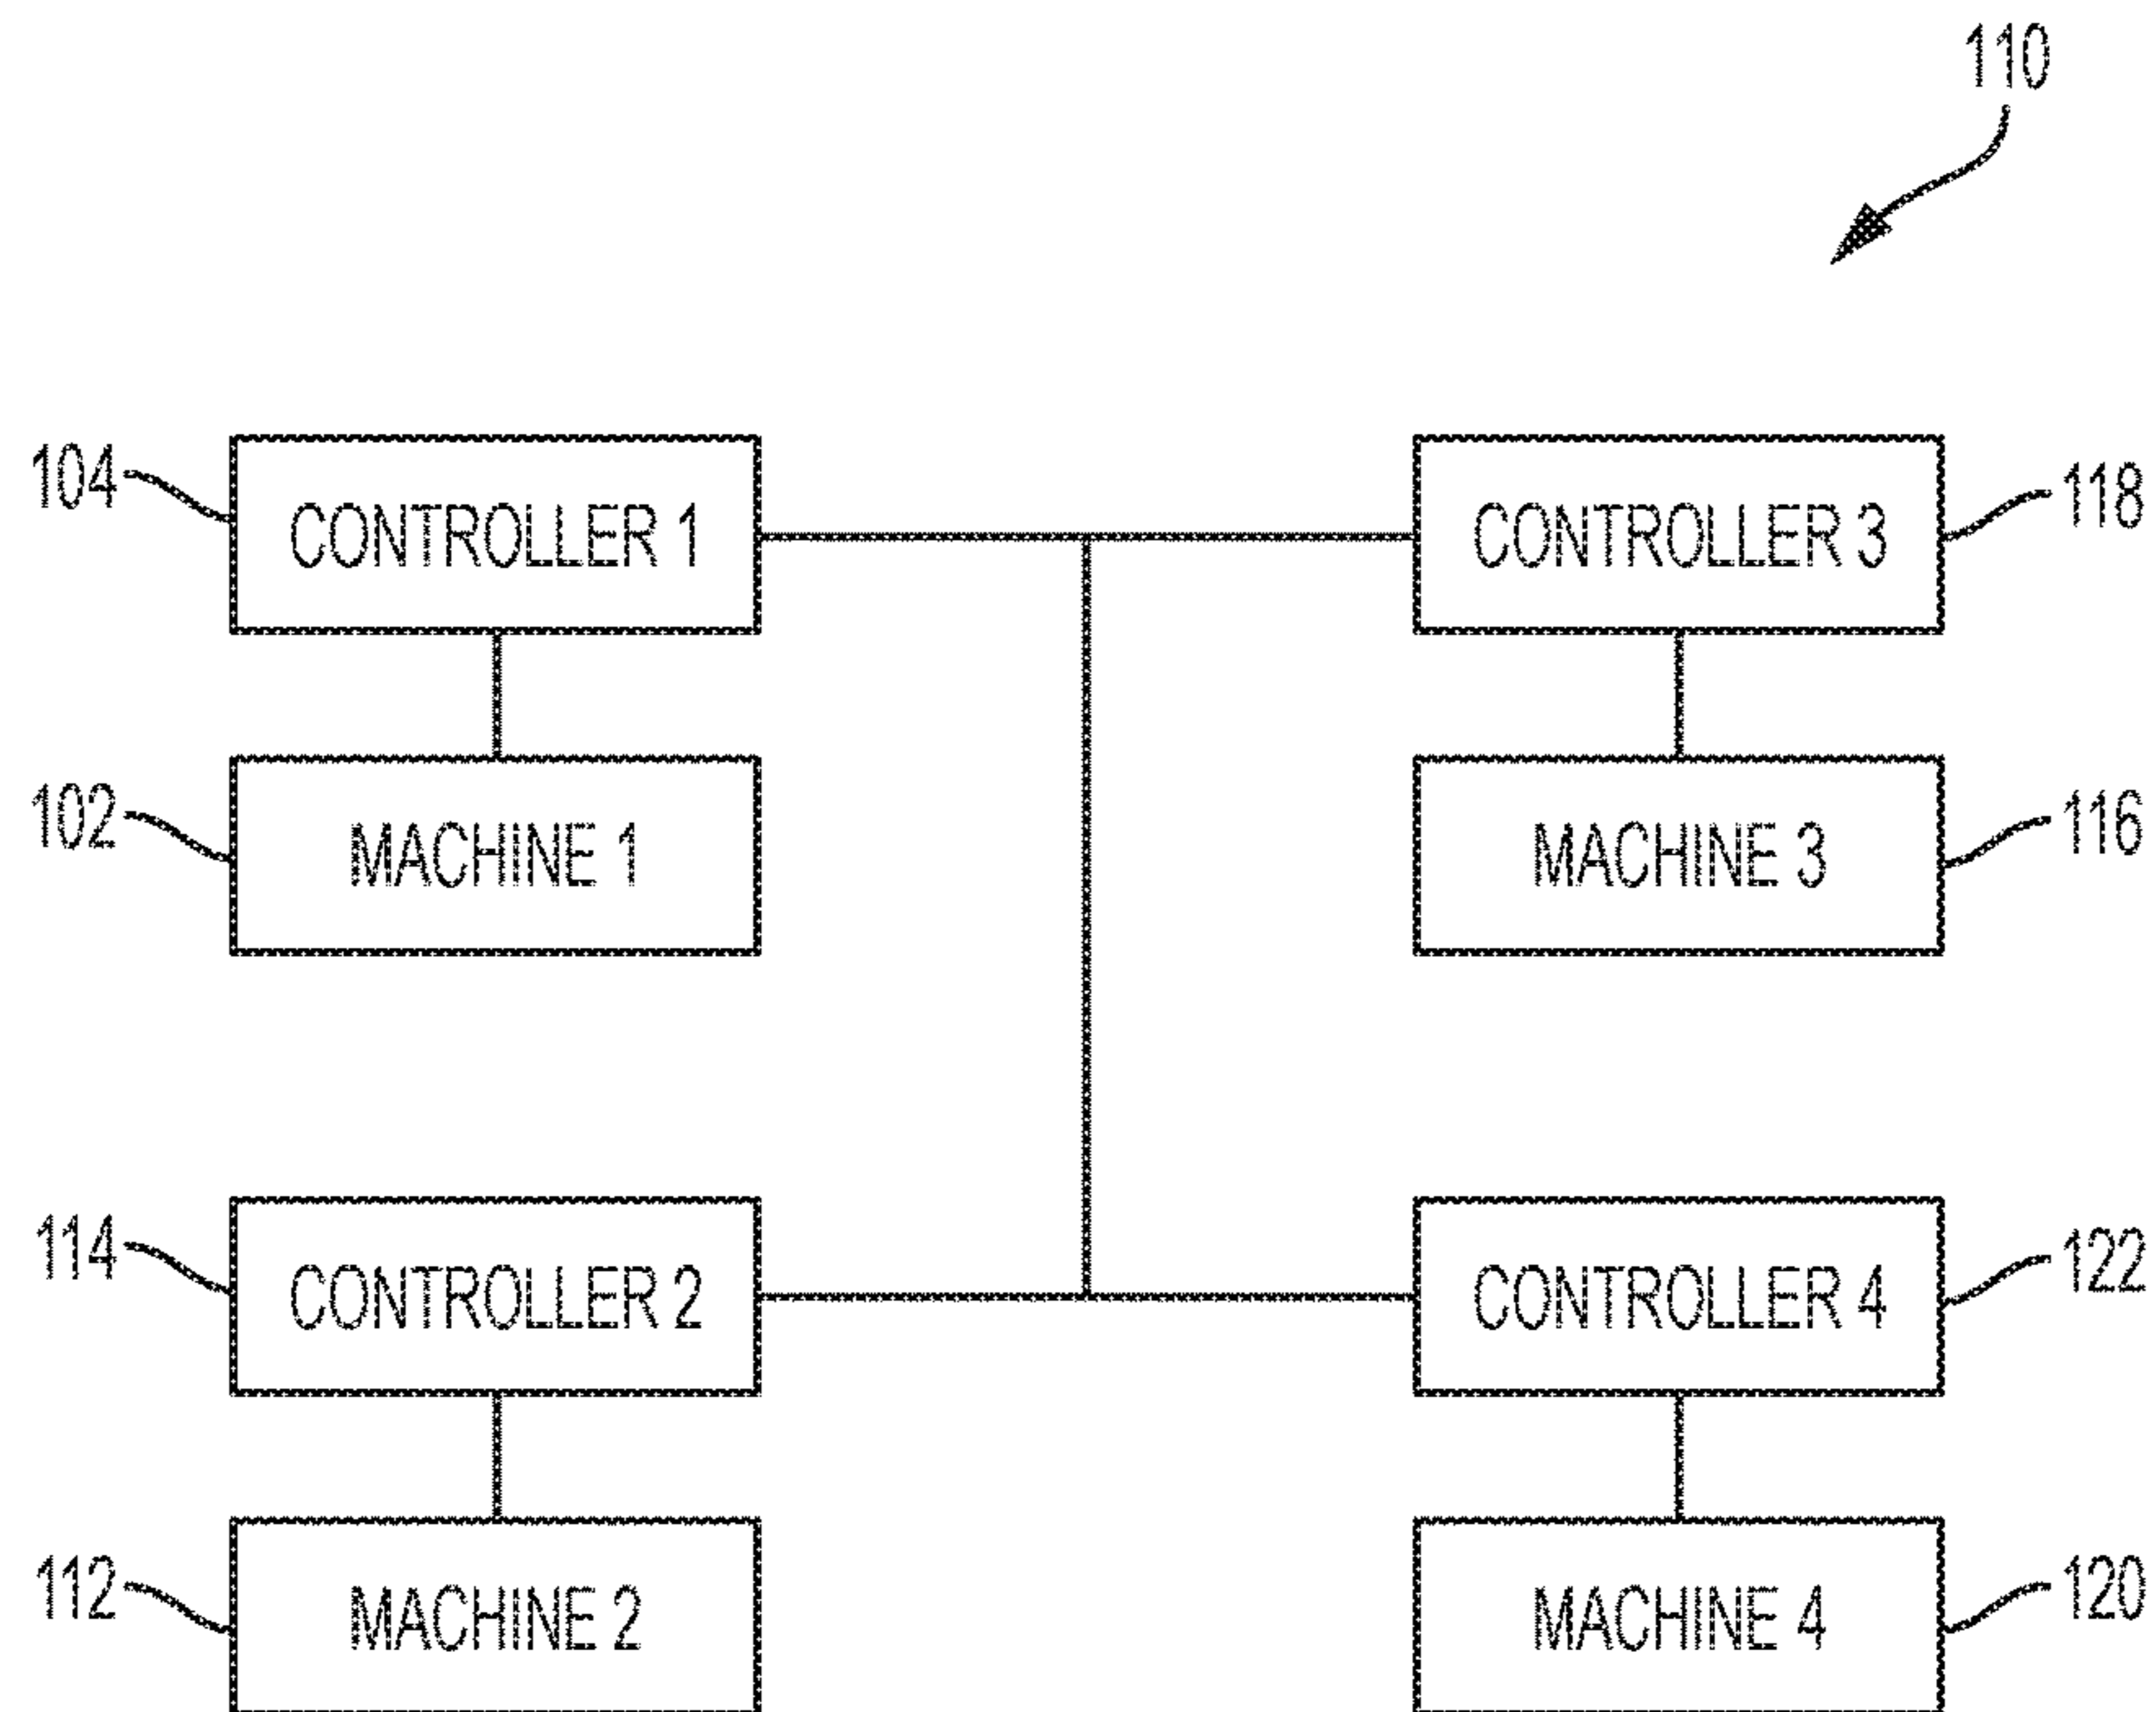 110
104
CONTROLLER 1
CONTROLLER 3
118
102
MACHINE 1
MACHINE 3
116
114
CONTROLLER 2
CONTROLLER 4
122
112
MACHINE 2
MACHINE 4
120